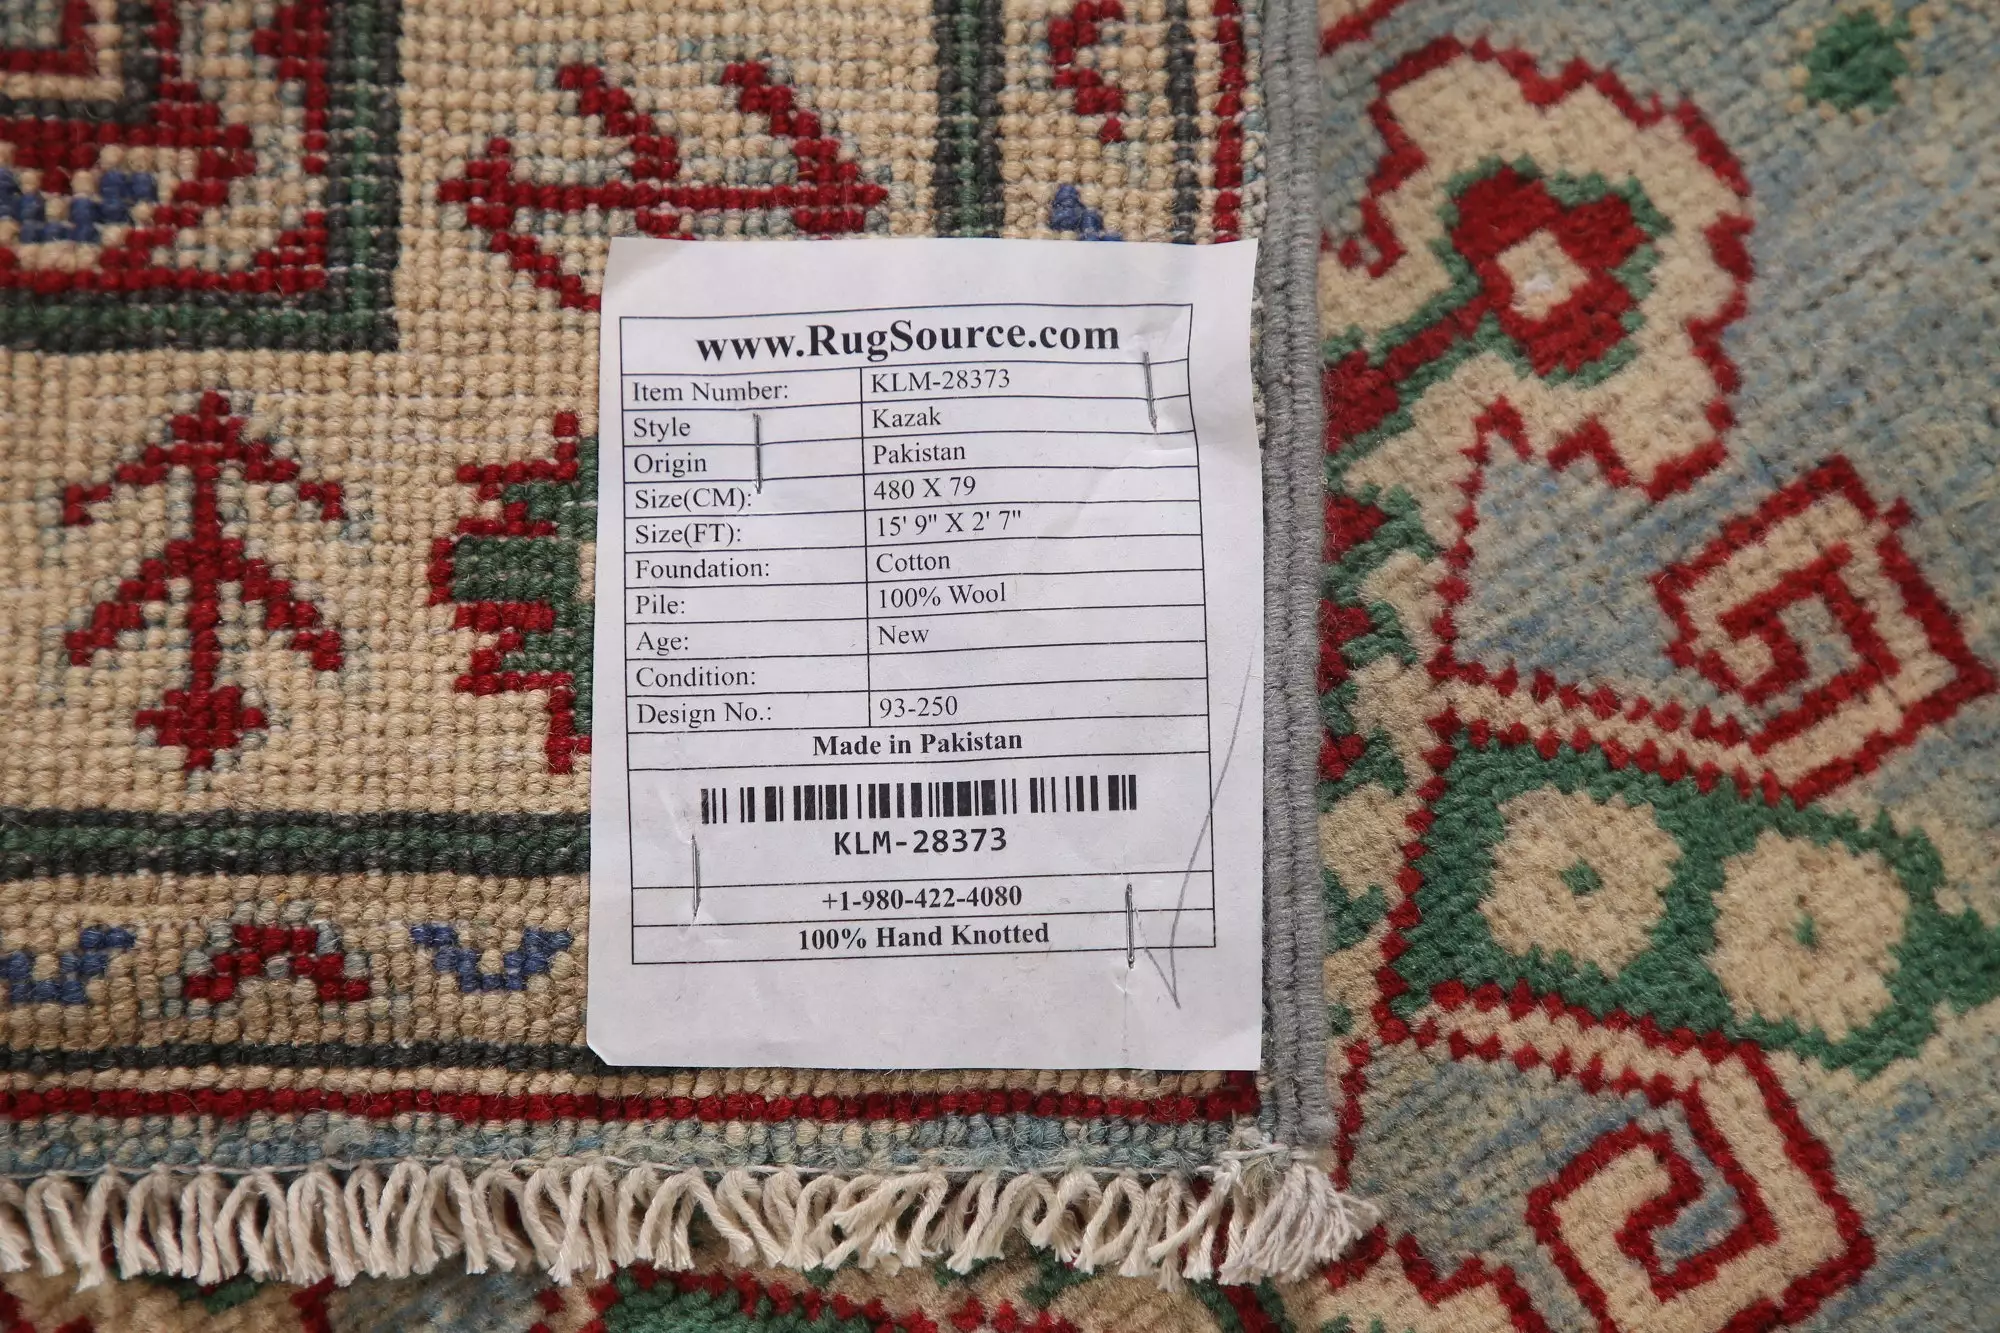 www.RugSource.com
Item Number: KLM-28373
Style Kazak
Origin Pakistan
Size(CM): 480 X 79
Size(FT): 15' 9" X 2' 7"
Foundation: Cotton
Pile: 100% Wool
Age: New
Condition:
Design No.: 93-250
Made in Pakistan
KLM-28373
+1-980-422-4080
100% Hand Knotted